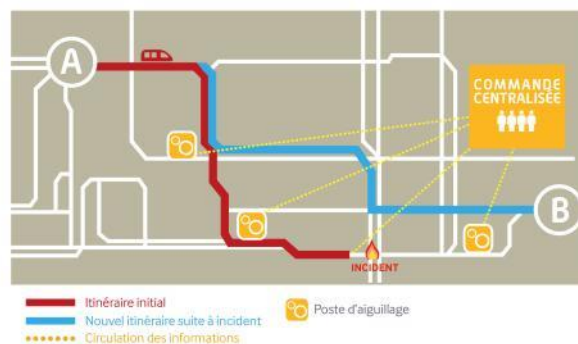 A
COMMANDE
CENTRALISÉE
B
INCIDENT
Itinéraire initial
Nouvel itinéraire suite à incident
Circulation des informations
Poste d'aiguillage